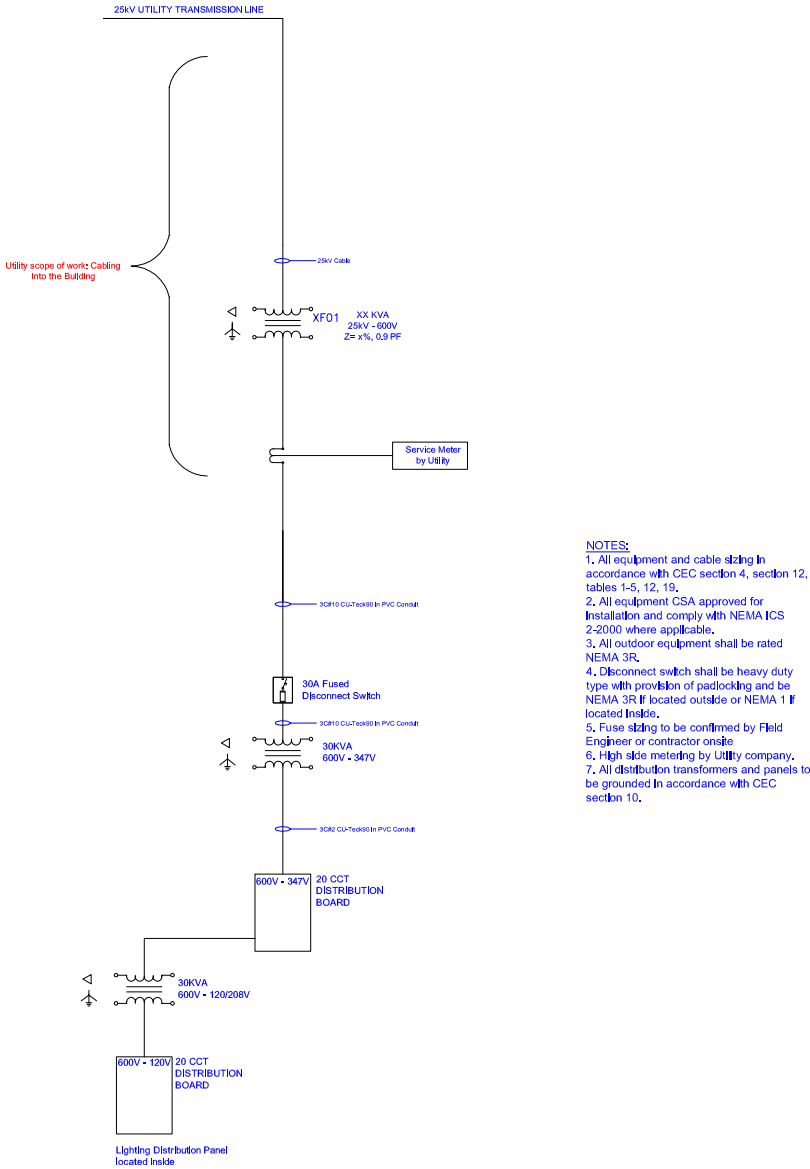 25kV UTILITY TRANSMISSION LINE
Utility scope of work: Cabling
Into the Building
25kV Cable
XF01
XX KVA
25kV - 600V
Z= x%, 0.9 PF
Service Meter
by Utility
3C#10 CU-Teck90 in PVC Conduit
30A Fused
Disconnect Switch
3C#10 CU-Teck90 in PVC Conduit
30KVA
600V - 347V
3C#2 CU-Teck90 in PVC Conduit
600V - 347V
20 CCT
DISTRIBUTION
BOARD
30KVA
600V - 120/208V
600V - 120V
20 CCT
DISTRIBUTION
BOARD
Lighting Distribution Panel
located Inside
NOTES:
1. All equipment and cable sizing in
accordance with CEC section 4, section 12,
tables 1-5, 12, 19.
2. All equipment CSA approved for
installation and comply with NEMA ICS
2-2000 where applicable.
3. All outdoor equipment shall be rated
NEMA 3R.
4. Disconnect switch shall be heavy duty
type with provision of padlocking and be
NEMA 3R if located outside or NEMA 1 if
located inside.
5. Fuse sizing to be confirmed by Field
Engineer or contractor onsite
6. High side metering by Utility company.
7. All distribution transformers and panels to
be grounded in accordance with CEC
section 10.